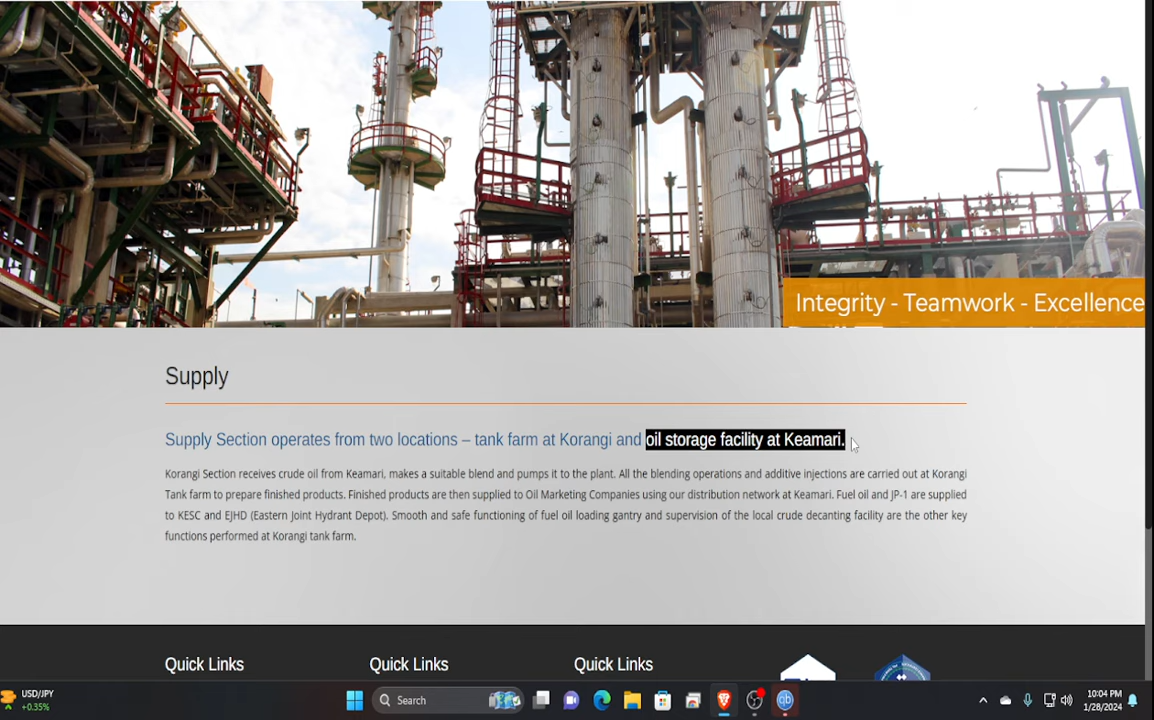 Integrity - Teamwork - Excellence
Supply
Supply Section operates from two locations – tank farm at Korangi and oil storage facility at Keamari.
Korangi Section receives crude oil from Keamari, makes a suitable blend and pumps it to the plant. All the blending operations and additive injections are carried out at Korangi
Tank farm to prepare finished products. Finished products are then supplied to Oil Marketing Companies using our distribution network at Keamari. Fuel oil and JP-1 are supplied
to KESC and EJHD (Eastern Joint Hydrant Depot). Smooth and safe functioning of fuel oil loading gantry and supervision of the local crude decanting facility are the other key
functions performed at Korangi tank farm.
Quick Links Quick Links Quick Links
USD/JPY
+0.35%
Search
10:04 PM
1/28/2024